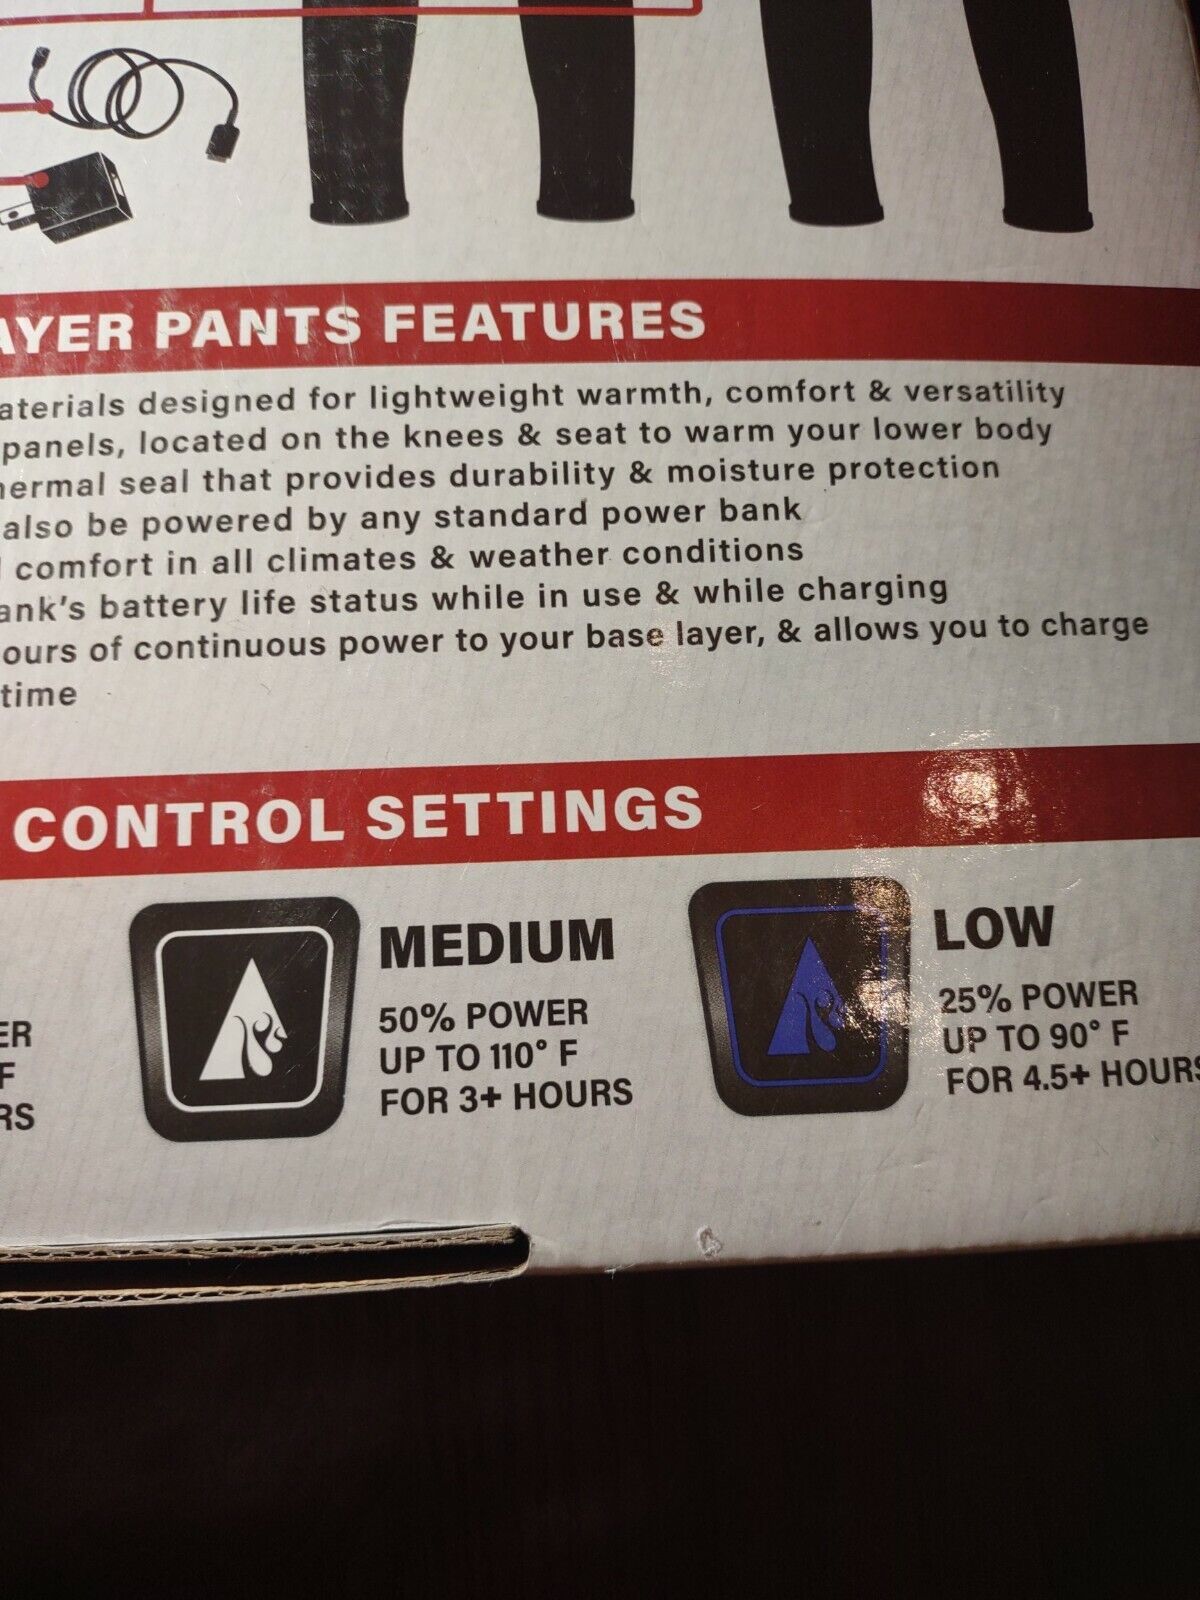 AYER PANTS FEATURES
aterials designed for lightweight warmth, comfort & versatility
panels, located on the knees & seat to warm your lower body
hermal seal that provides durability & moisture protection
also be powered by any standard power bank
comfort in all climates & weather conditions
ank's battery life status while in use & while charging
ours of continuous power to your base layer, & allows you to charge
time
CONTROL SETTINGS
ER
F
RS
MEDIUM
50% POWER
UP TO 110° F
FOR 3+ HOURS
LOW
25% POWER
UP TO 90° F
FOR 4.5+ HOURS